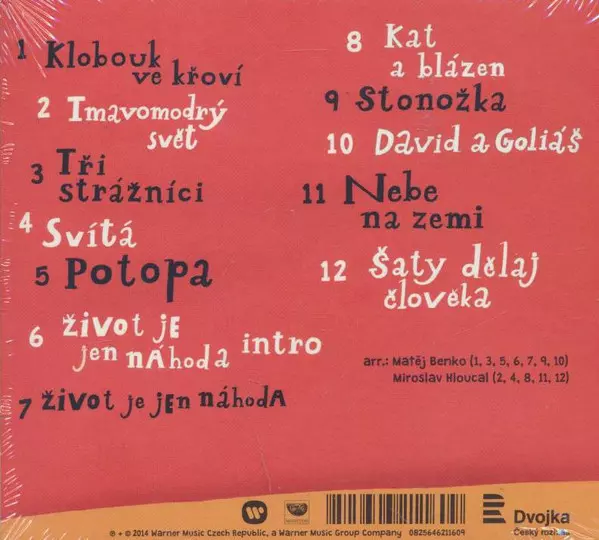 1 Klobouk
ve křoví
2 Tmavomodrý
svět
3 Tři
strážníci
4 Svítá
5 Potopa
6 život je
jen náhoda intro
7 život je jen náhoda
8 Kat
a blázen
9 Stonožka
10 David a Goliáš
11 Nebe
na zemi
12 Šaty dělaj
člověka
arr.: Matěj Benko (1, 3, 5, 6, 7, 9, 10)
Miroslav Hloucal (2, 4, 8, 11, 12)
℗ + © 2014 Warner Music Czech Republic, a Warner Music Group Company
0825646211609
Dvojka
Český rozhlas